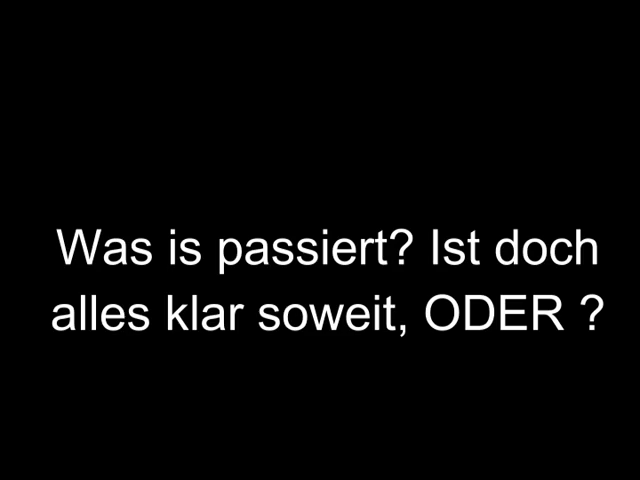 Was is passiert? Ist doch
alles klar soweit, ODER ?